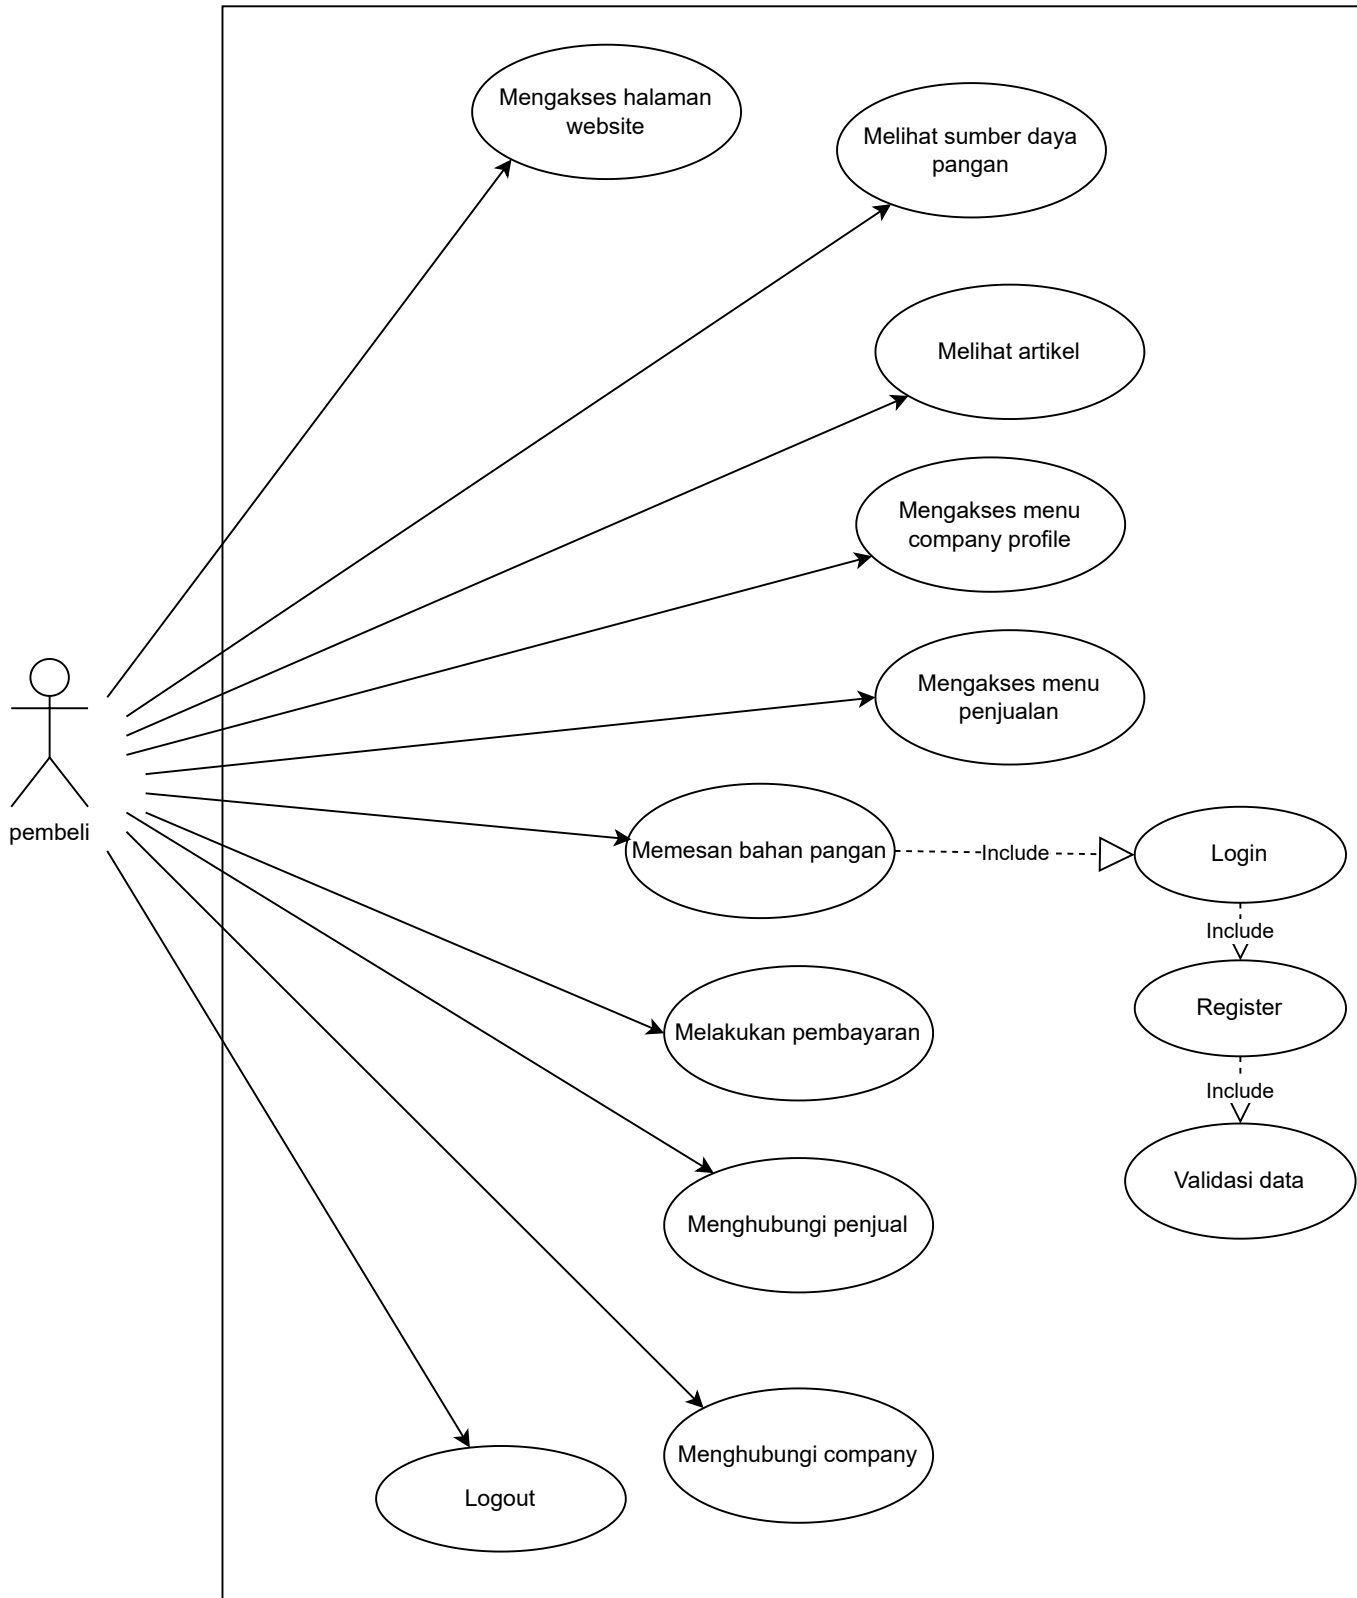 Mengakses halaman
website
Melihat sumber daya
pangan
Melihat artikel
Mengakses menu
company profile
Mengakses menu
penjualan
pembeli
Memesan bahan pangan
Include
Login
Include
Register
Include
Validasi data
Melakukan pembayaran
Menghubungi penjual
Menghubungi company
Logout